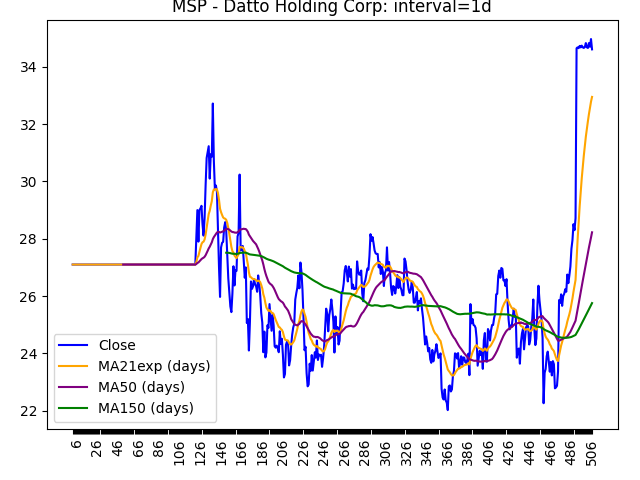 MSP - Datto Holding Corp: interval=1d
34
32
30
28
26
24
22
Close
MA21exp (days)
MA50 (days)
MA150 (days)
6 26 46 66 86 106 126 146 166 186 206 226 246 266 286 306 326 346 366 386 406 426 446 466 486 506